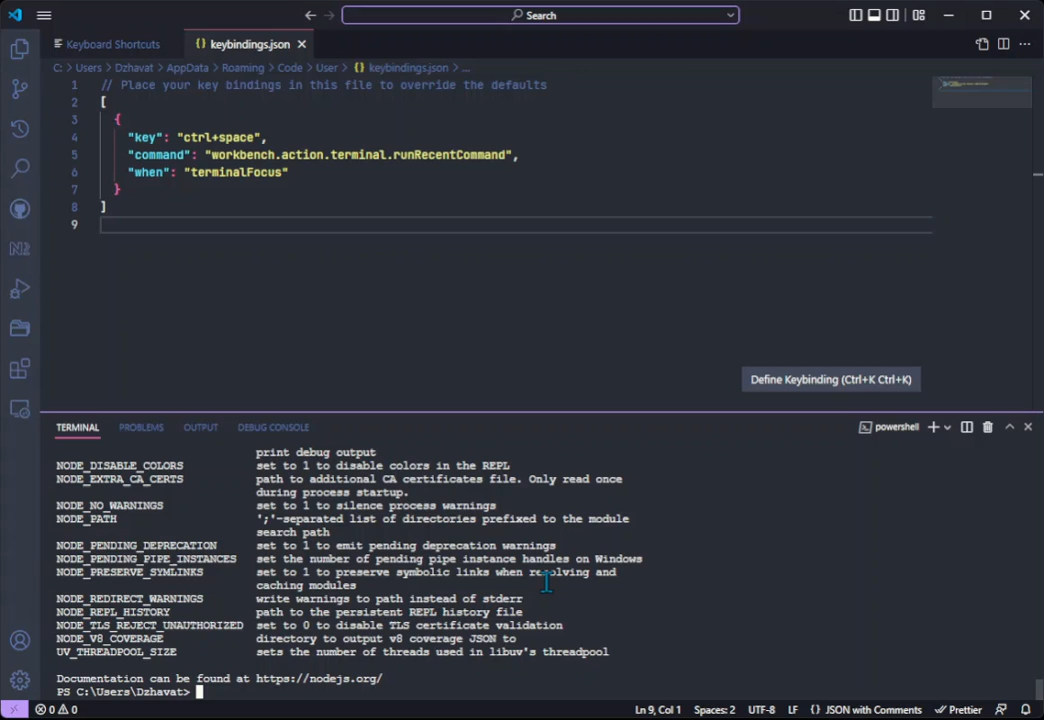 Search
Keyboard Shortcuts
{} keybindings.json
C: > Users > Dzhavat > AppData > Roaming > Code > User > {} keybindings.json > ...
1 // Place your key bindings in this file to override the defaults
2 [
3 {
4 "key": "ctrl+space",
5 "command": "workbench.action.terminal.runRecentCommand",
6 "when": "terminalFocus"
7 }
8 ]
9
Define Keybinding (Ctrl+K Ctrl+K)
TERMINAL PROBLEMS OUTPUT DEBUG CONSOLE powershell
print debug output
NODE_DISABLE_COLORS set to 1 to disable colors in the REPL
NODE_EXTRA_CA_CERTS path to additional CA certificates file. Only read once
during process startup.
NODE_NO_WARNINGS set to 1 to silence process warnings
NODE_PATH ';'-separated list of directories prefixed to the module
search path
NODE_PENDING_DEPRECATION set to 1 to emit pending deprecation warnings
NODE_PENDING_PIPE_INSTANCES set the number of pending pipe instance handles on Windows
NODE_PRESERVE_SYMLINKS set to 1 to preserve symbolic links when resolving and
caching modules
NODE_REDIRECT_WARNINGS write warnings to path instead of stderr
NODE_REPL_HISTORY path to the persistent REPL history file
NODE_TLS_REJECT_UNAUTHORIZED set to 0 to disable TLS certificate validation
NODE_V8_COVERAGE directory to output v8 coverage JSON to
UV_THREADPOOL_SIZE sets the number of threads used in libuv's threadpool
Documentation can be found at https://nodejs.org/
PS C:\Users\Dzhavat>
0 0 Ln 9, Col 1 Spaces: 2 UTF-8 LF {} JSON with Comments Prettier